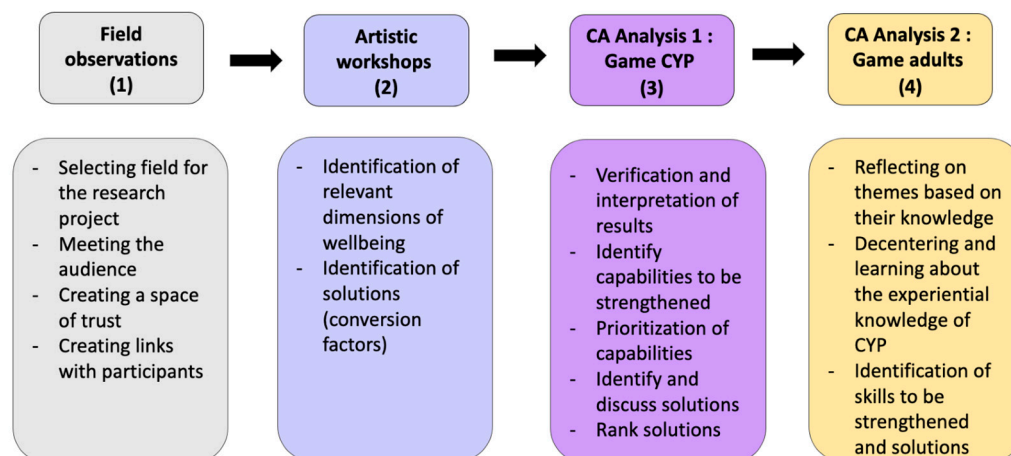 Field
observations
(1)
Artistic
workshops
(2)
CA Analysis 1 :
Game CYP
(3)
CA Analysis 2 :
Game adults
(4)
- Selecting field for
the research
project
- Meeting the
audience
- Creating a space
of trust
- Creating links
with participants
- Identification of
relevant
dimensions of
wellbeing
- Identification of
solutions
(conversion
factors)
- Verification and
interpretation of
results
- Identify
capabilities to be
strengthened
- Prioritization of
capabilities
- Identify and
discuss solutions
- Rank solutions
- Reflecting on
themes based on
their knowledge
- Decentering and
learning about
the experiential
knowledge of
CYP
- Identification of
skills to be
strengthened
and solutions